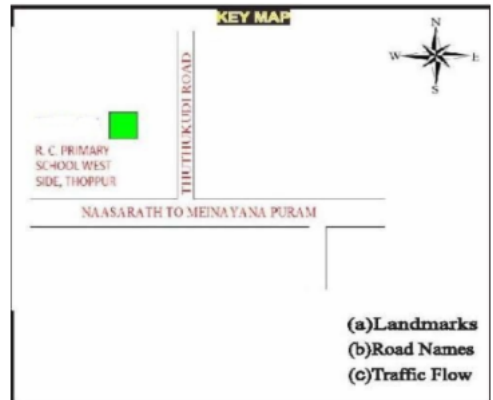 KEY MAP
N
W E
S
THUTHUKUDI ROAD
R. C. PRIMARY
SCHOOL WEST
SIDE, THOPPUR
NAASARATH TO MEINAYANA PURAM
(a)Landmarks
(b)Road Names
(c)Traffic Flow